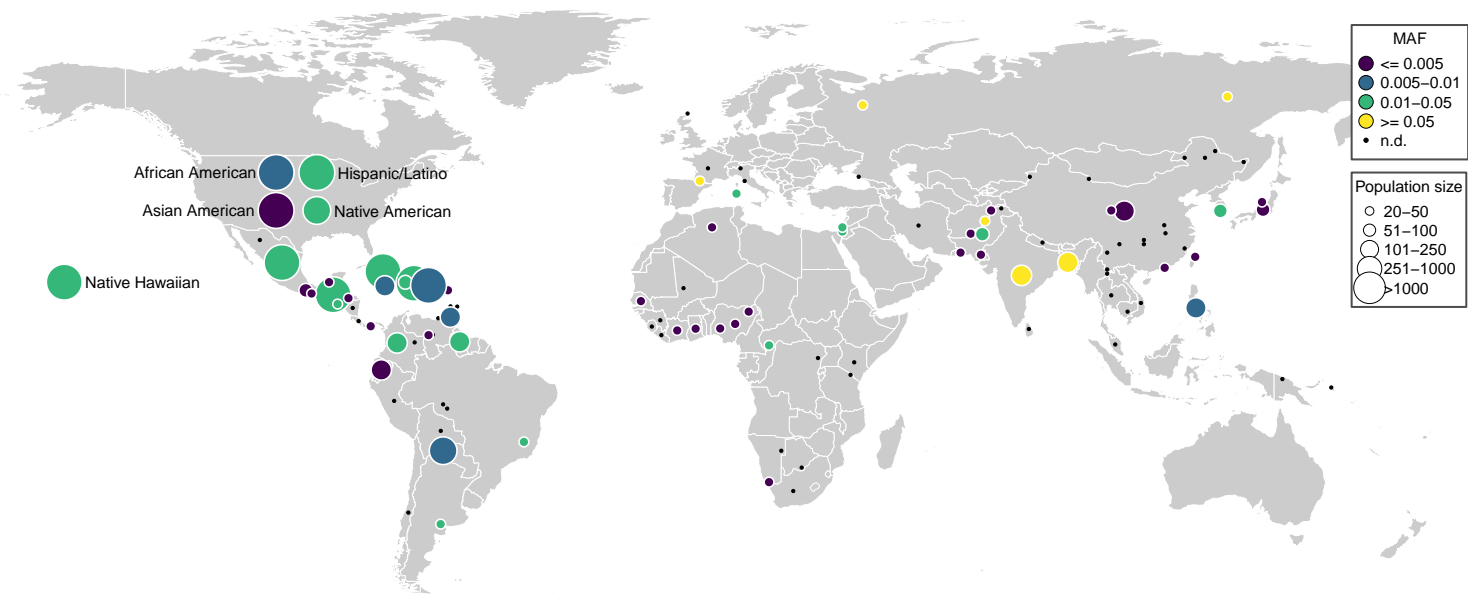 MAF
<= 0.005
0.005–0.01
0.01–0.05
>= 0.05
n.d.
African American
Hispanic/Latino
Asian American
Native American
Native Hawaiian
Population size
20–50
51–100
101–250
251–1000
>1000